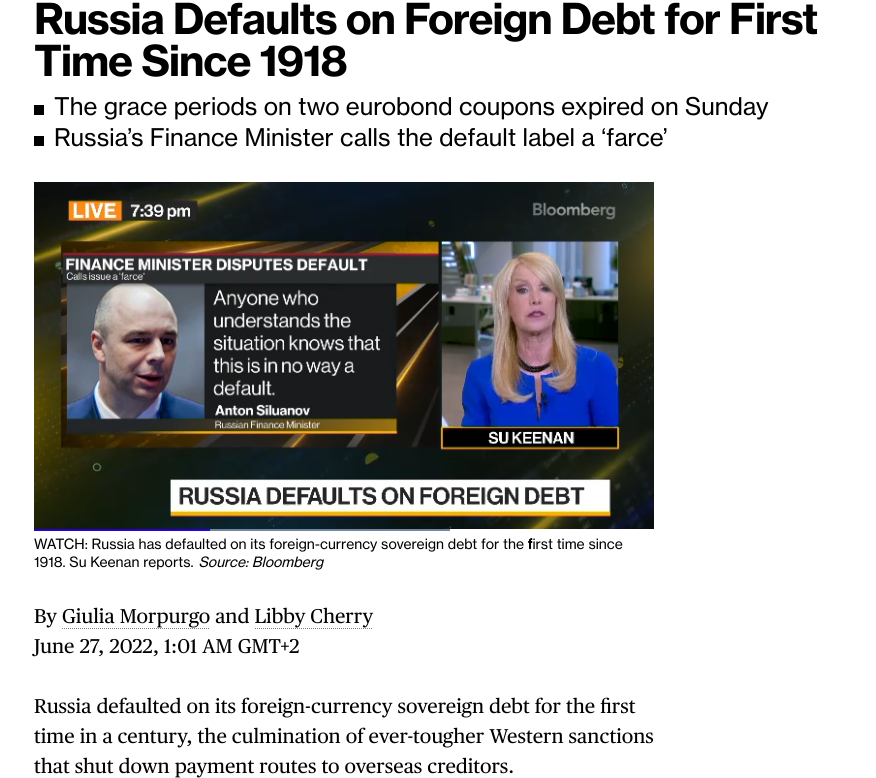 Russia Defaults on Foreign Debt for First
Time Since 1918
The grace periods on two eurobond coupons expired on Sunday
Russia’s Finance Minister calls the default label a ‘farce’
LIVE 7:39 pm
Bloomberg
FINANCE MINISTER DISPUTES DEFAULT
Calls issue a 'farce'
Anyone who
understands the
situation knows that
this is in no way a
default.
Anton Siluanov
Russian Finance Minister
SU KEENAN
RUSSIA DEFAULTS ON FOREIGN DEBT
WATCH: Russia has defaulted on its foreign-currency sovereign debt for the first time since
1918. Su Keenan reports. Source: Bloomberg
By Giulia Morpurgo and Libby Cherry
June 27, 2022, 1:01 AM GMT+2
Russia defaulted on its foreign-currency sovereign debt for the first
time in a century, the culmination of ever-tougher Western sanctions
that shut down payment routes to overseas creditors.